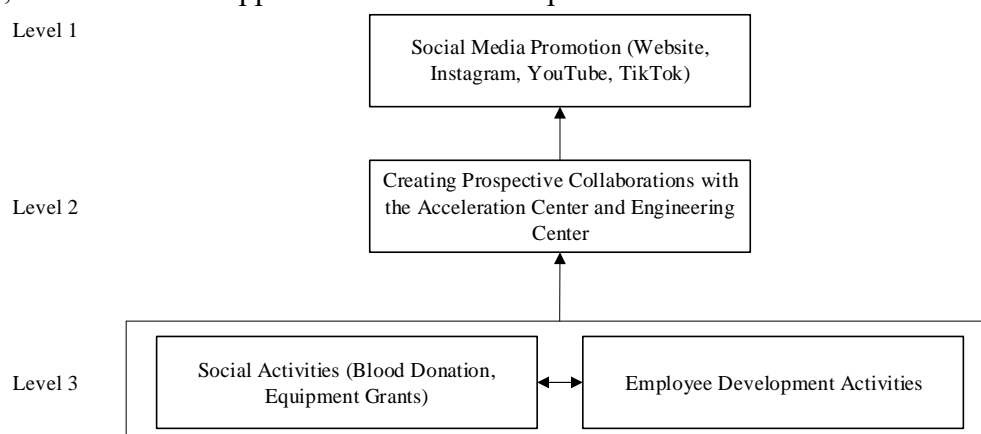 Level 1
Social Media Promotion (Website,
Instagram, YouTube, TikTok)
Level 2
Creating Prospective Collaborations with
the Acceleration Center and Engineering
Center
Level 3
Social Activities (Blood Donation,
Equipment Grants)
Employee Development Activities